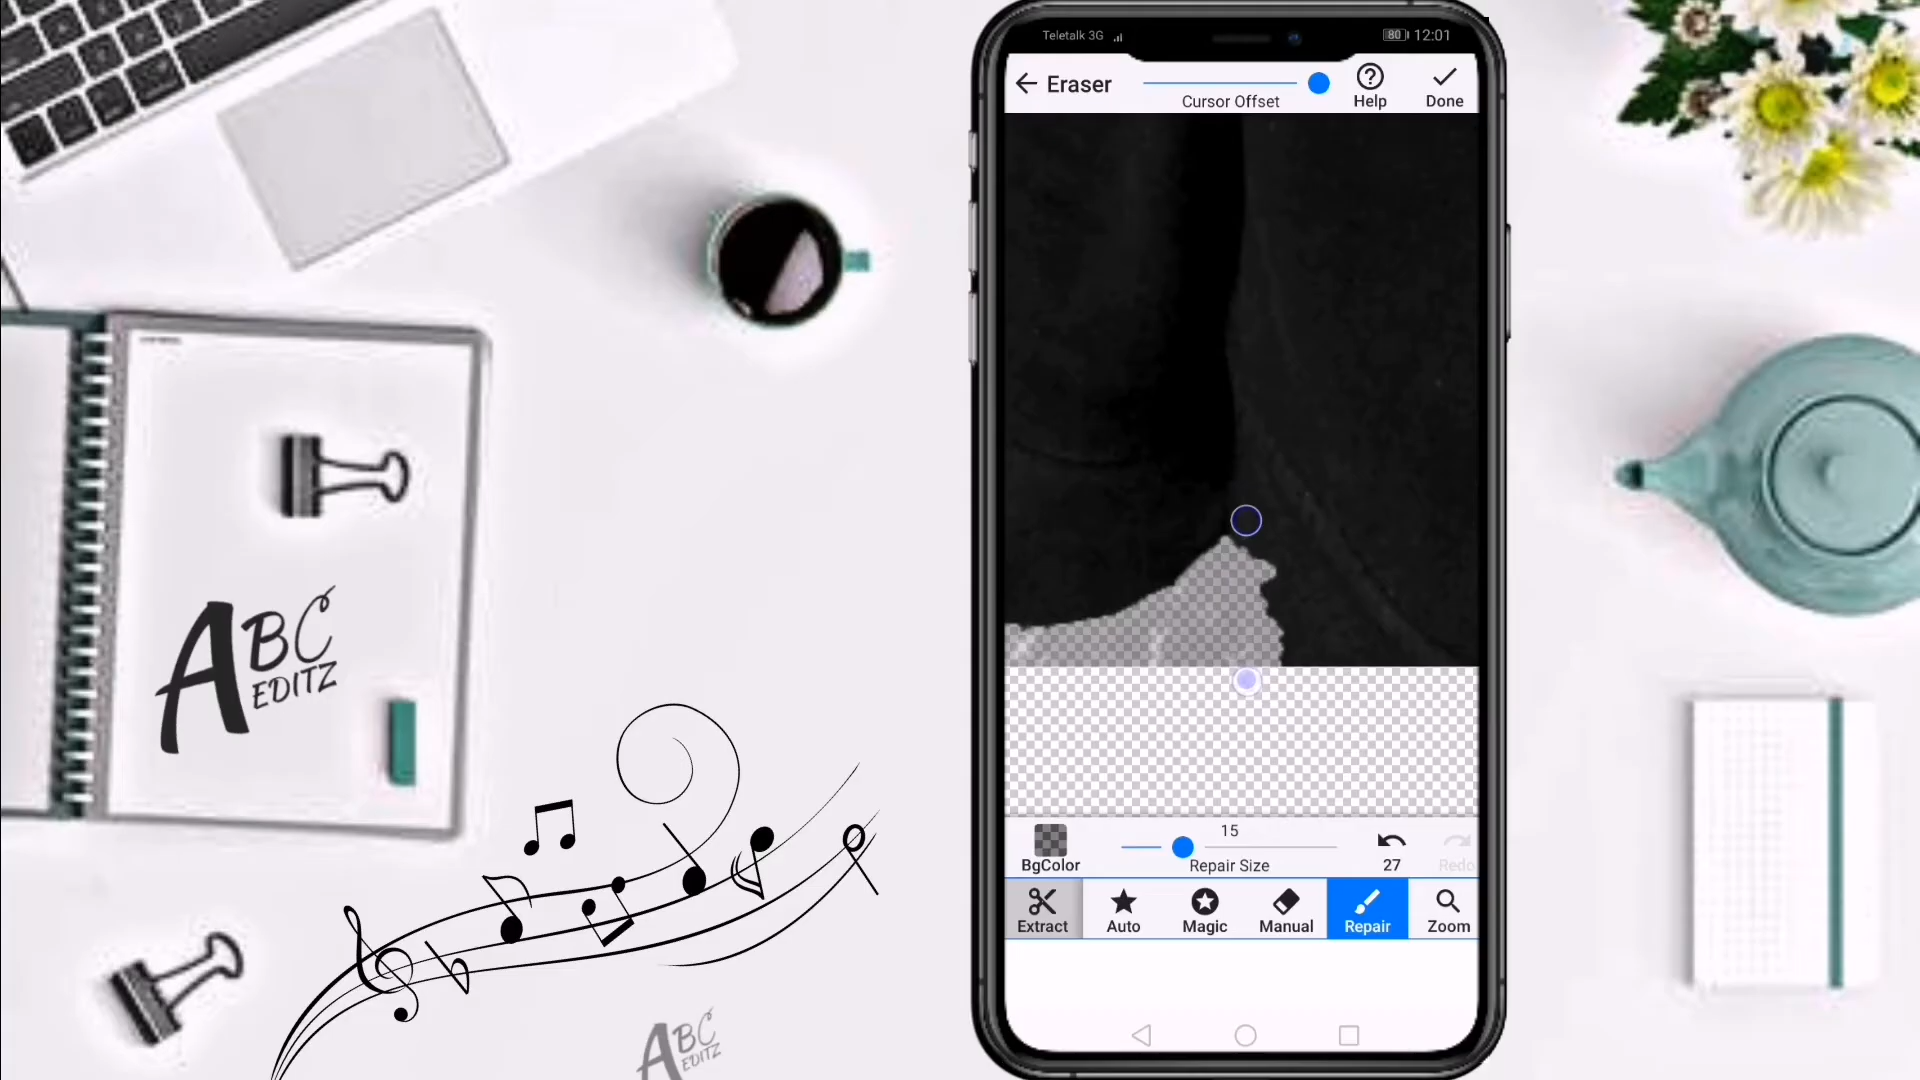 Teletalk 3G
80
12:01
Eraser
Cursor Offset
Help
Done
ABC
EDITZ
15
BgColor
Repair Size
27
Redo
Extract
Auto
Magic
Manual
Repair
Zoom
ABC
EDITZ